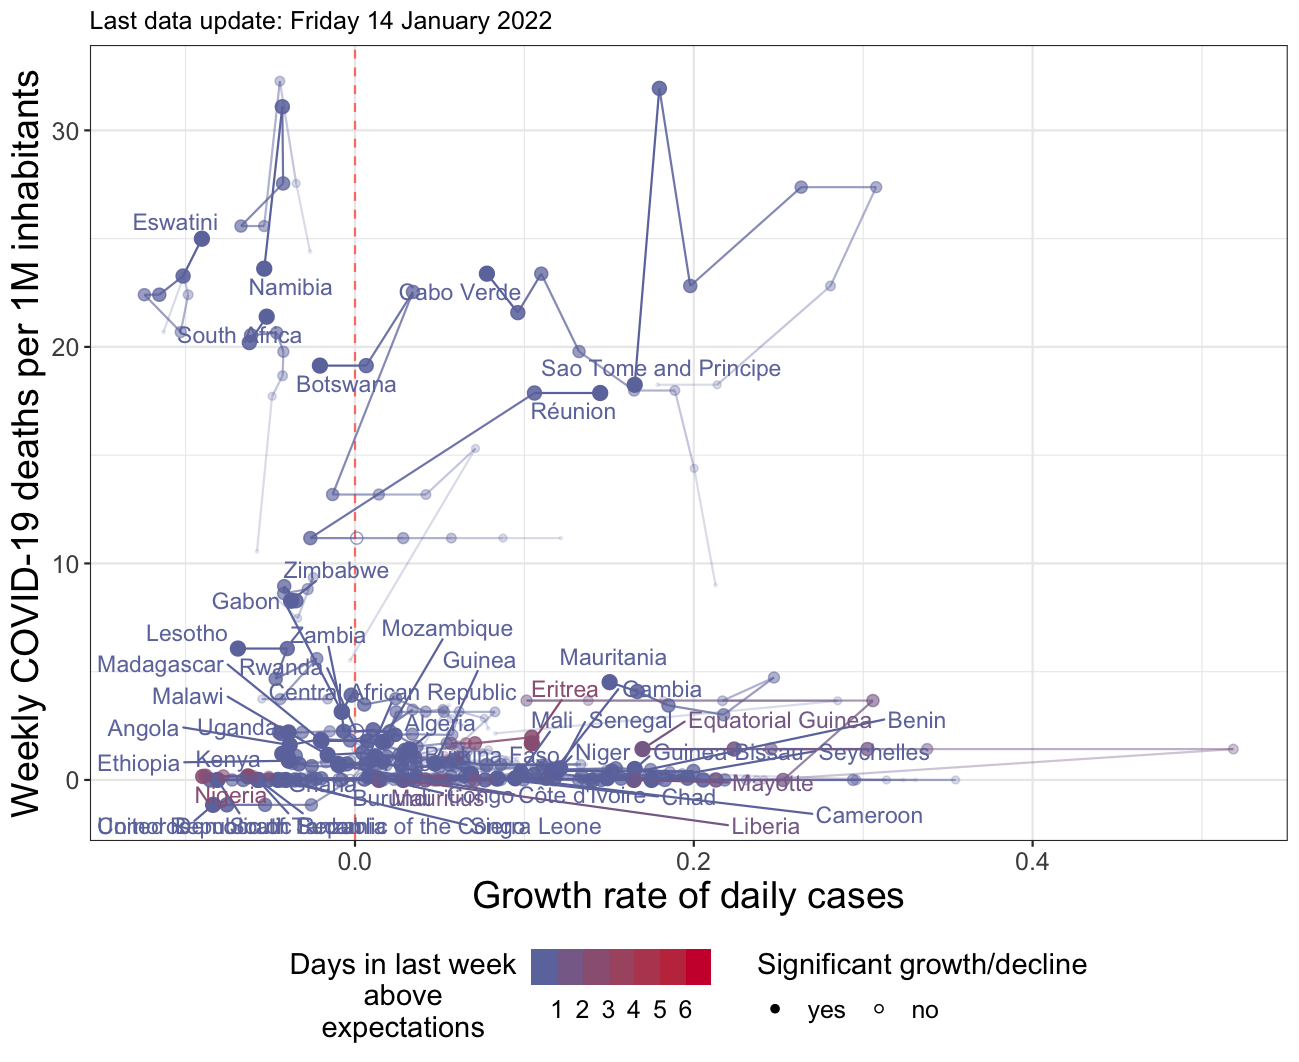 Last data update: Friday 14 January 2022
Weekly COVID-19 deaths per 1M inhabitants
30
20
10
0
Eswatini
Namibia
Cabo Verde
South Africa
Sao Tome and Principe
Botswana
Réunion
Zimbabwe
Gabon
Lesotho
Zambia
Mozambique
Madagascar
Rwanda
Guinea
Mauritania
Malawi
Central African Republic
Eritrea
Gambia
Angola
Uganda
Algeria
Mali
Senegal
Equatorial Guinea
Benin
Ethiopia
Kenya
Burkina Faso
Niger
Guinea Bissau
Seychelles
Ghana
Mayotte
Nigeria
Burundi
Mauritius
Congo
Côte d'Ivoire
Chad
Cameroon
Sierra Leone
Liberia
0.0
0.2
0.4
Growth rate of daily cases
Days in last week
above
expectations
1 2 3 4 5 6
Significant growth/decline
yes
no